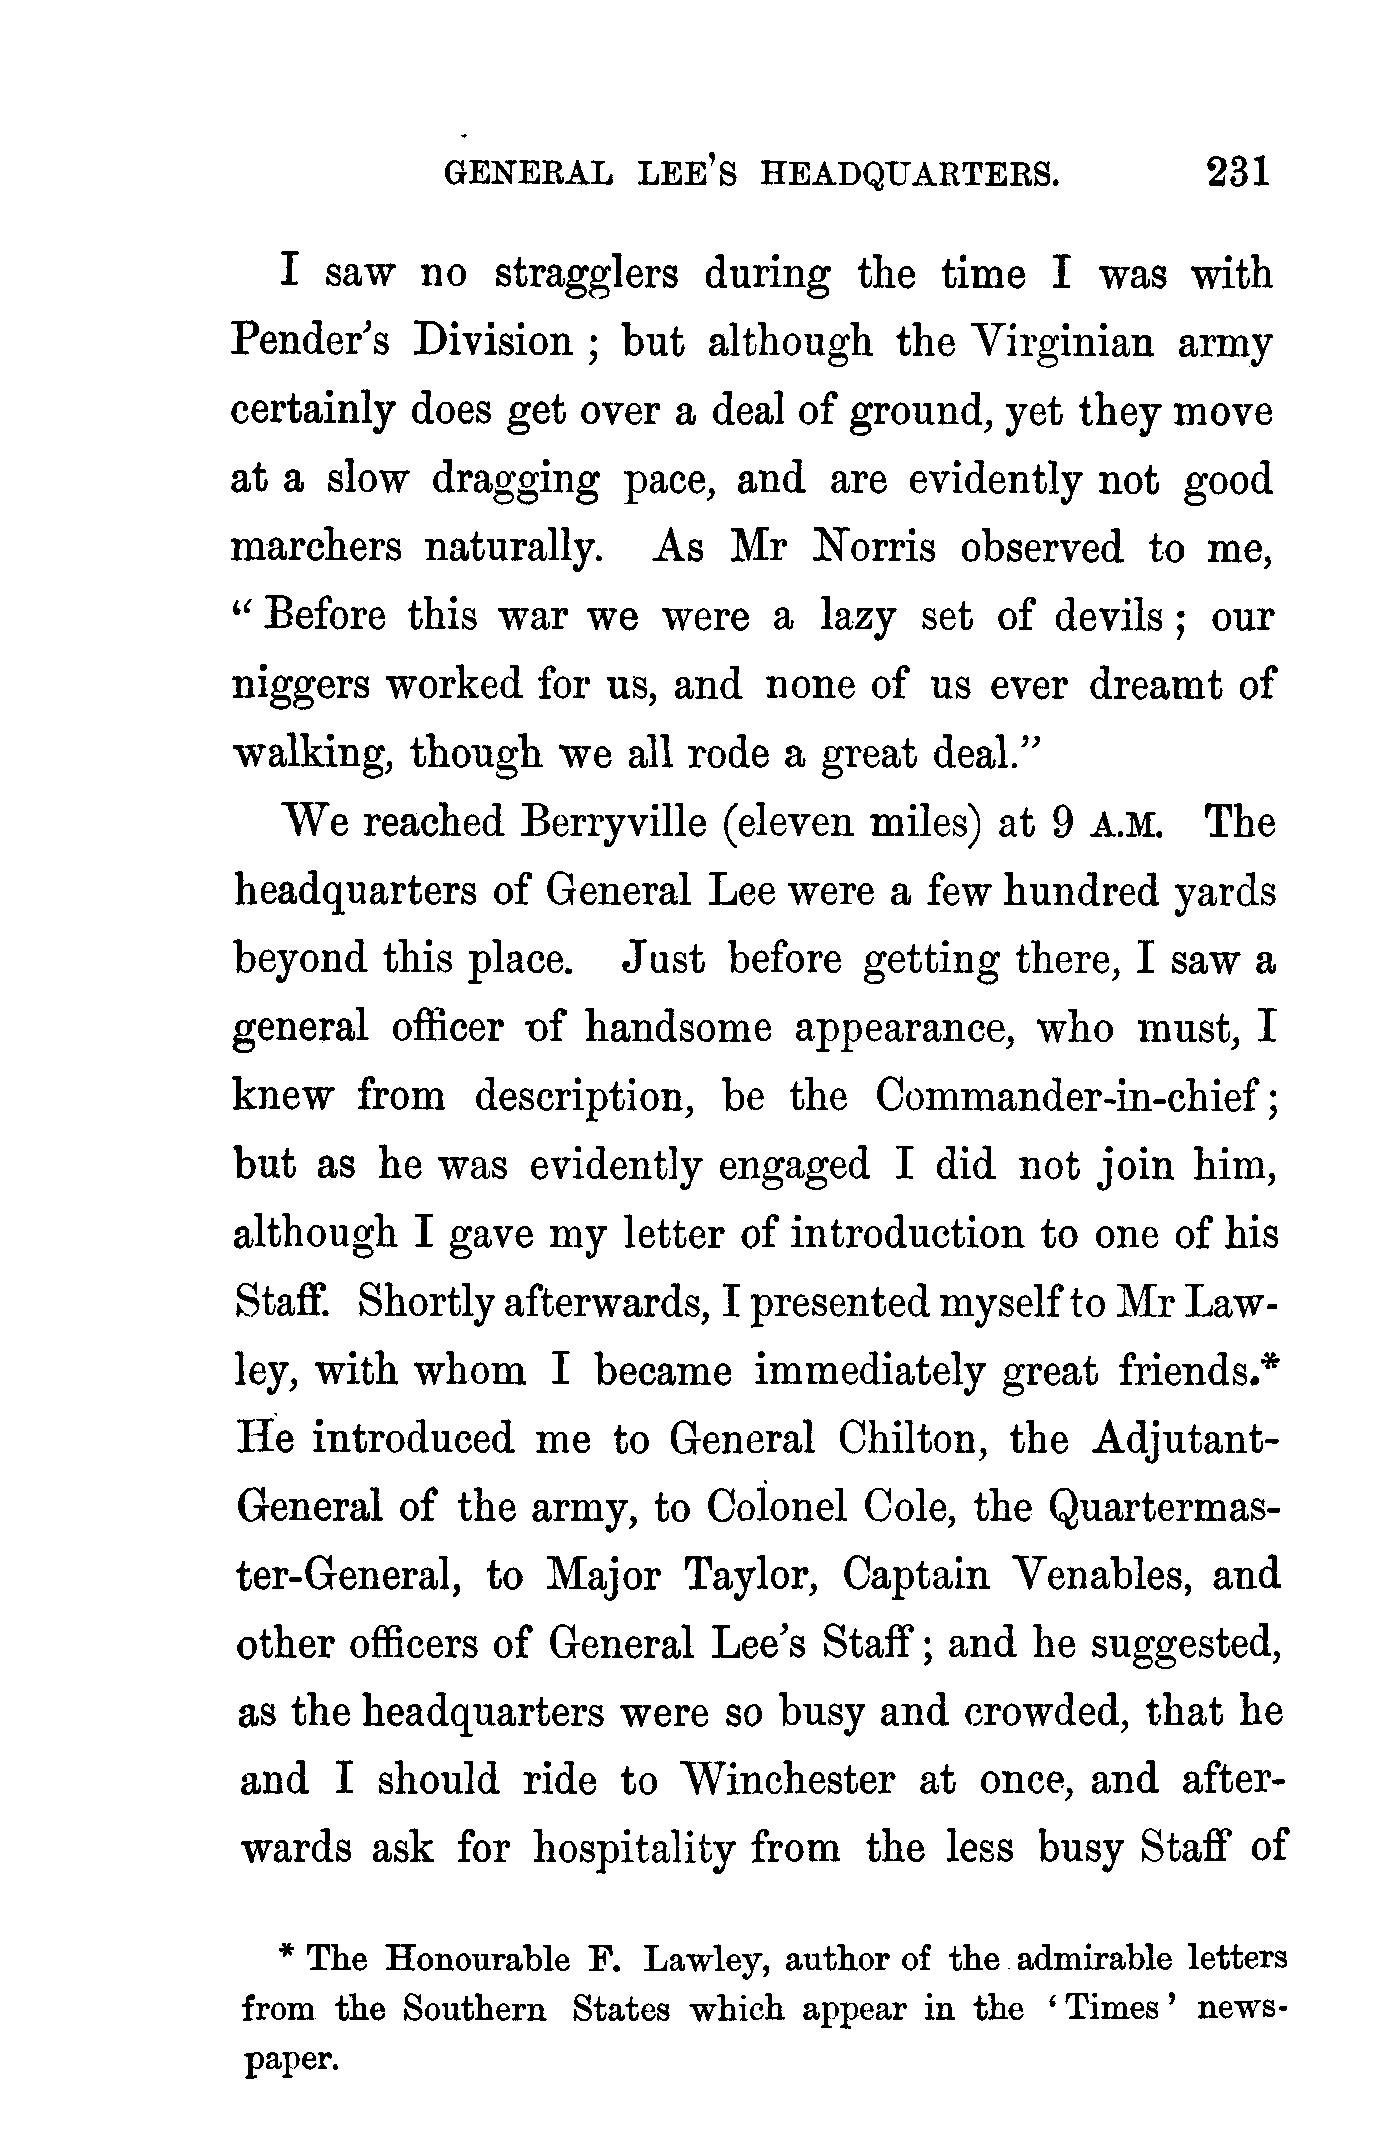 GENERAL LEE'S HEADQUARTERS. 231
I saw no stragglers during the time I was with
Pender's Division ; but although the Virginian army
certainly does get over a deal of ground, yet they move
at a slow dragging pace, and are evidently not good
marchers naturally. As Mr Norris observed to me,
“ Before this war we were a lazy set of devils ; our
niggers worked for us, and none of us ever dreamt of
walking, though we all rode a great deal.”
We reached Berryville (eleven miles) at 9 A.M. The
headquarters of General Lee were a few hundred yards
beyond this place. Just before getting there, I saw a
general officer of handsome appearance, who must, I
knew from description, be the Commander-in-chief ;
but as he was evidently engaged I did not join him,
although I gave my letter of introduction to one of his
Staff. Shortly afterwards, I presented myself to Mr Law-
ley, with whom I became immediately great friends.*
He introduced me to General Chilton, the Adjutant-
General of the army, to Colonel Cole, the Quartermas-
ter-General, to Major Taylor, Captain Venables, and
other officers of General Lee's Staff ; and he suggested,
as the headquarters were so busy and crowded, that he
and I should ride to Winchester at once, and after-
wards ask for hospitality from the less busy Staff of
* The Honourable F. Lawley, author of the admirable letters
from the Southern States which appear in the ‘ Times ’ news-
paper.